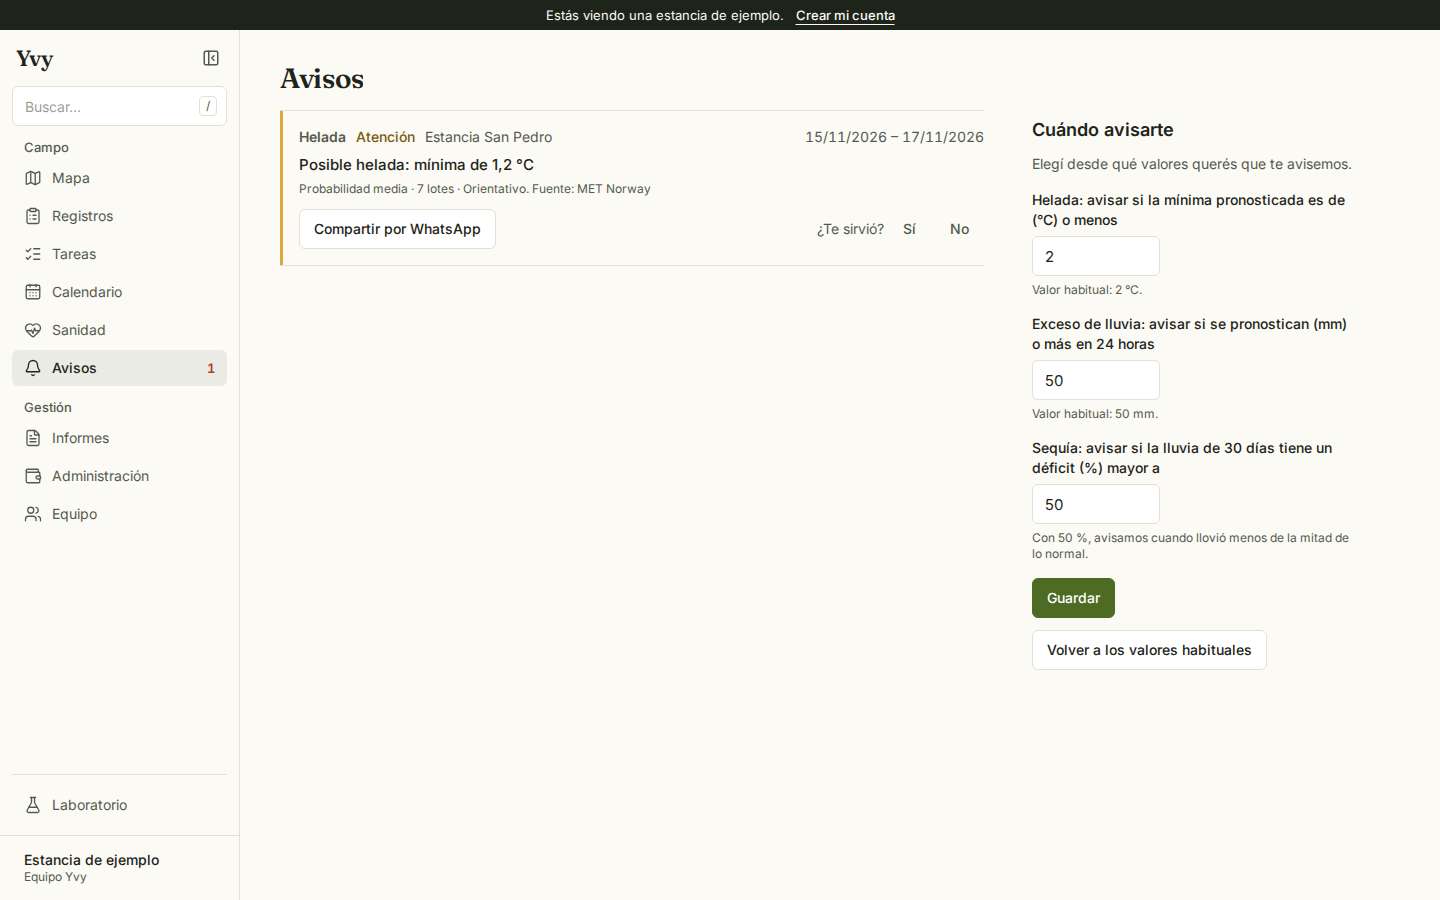 Estás viendo una estancia de ejemplo. Crear mi cuenta
Yvy
Buscar... /
Campo
Mapa
Registros
Tareas
Calendario
Sanidad
Avisos 1
Gestión
Informes
Administración
Equipo
Laboratorio
Estancia de ejemplo
Equipo Yvy
Avisos
Helada Atención Estancia San Pedro 15/11/2026 – 17/11/2026
Posible helada: mínima de 1,2 °C
Probabilidad media · 7 lotes · Orientativo. Fuente: MET Norway
Compartir por WhatsApp ¿Te sirvió? Sí No
Cuándo avisarte
Elegí desde qué valores querés que te avisemos.
Helada: avisar si la mínima pronosticada es de
(°C) o menos
2
Valor habitual: 2 °C.
Exceso de lluvia: avisar si se pronostican (mm)
o más en 24 horas
50
Valor habitual: 50 mm.
Sequía: avisar si la lluvia de 30 días tiene un
déficit (%) mayor a
50
Con 50 %, avisamos cuando llovió menos de la mitad de
lo normal.
Guardar
Volver a los valores habituales